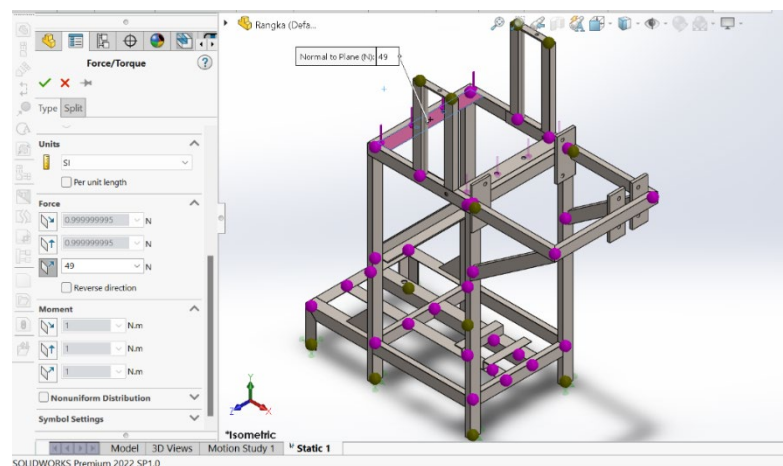 Rangka (Defa...
Force/Torque
Type Split
Units
SI
Per unit length
Force
0.999999995 N
0.999999995 N
49 N
Reverse direction
Moment
1 N.m
1 N.m
1 N.m
Nonuniform Distribution
Symbol Settings
Normal to Plane (N): 49
Y
Z X
*Isometric
Model 3D Views Motion Study 1 Static 1
SOLIDWORKS Premium 2022 SP1.0